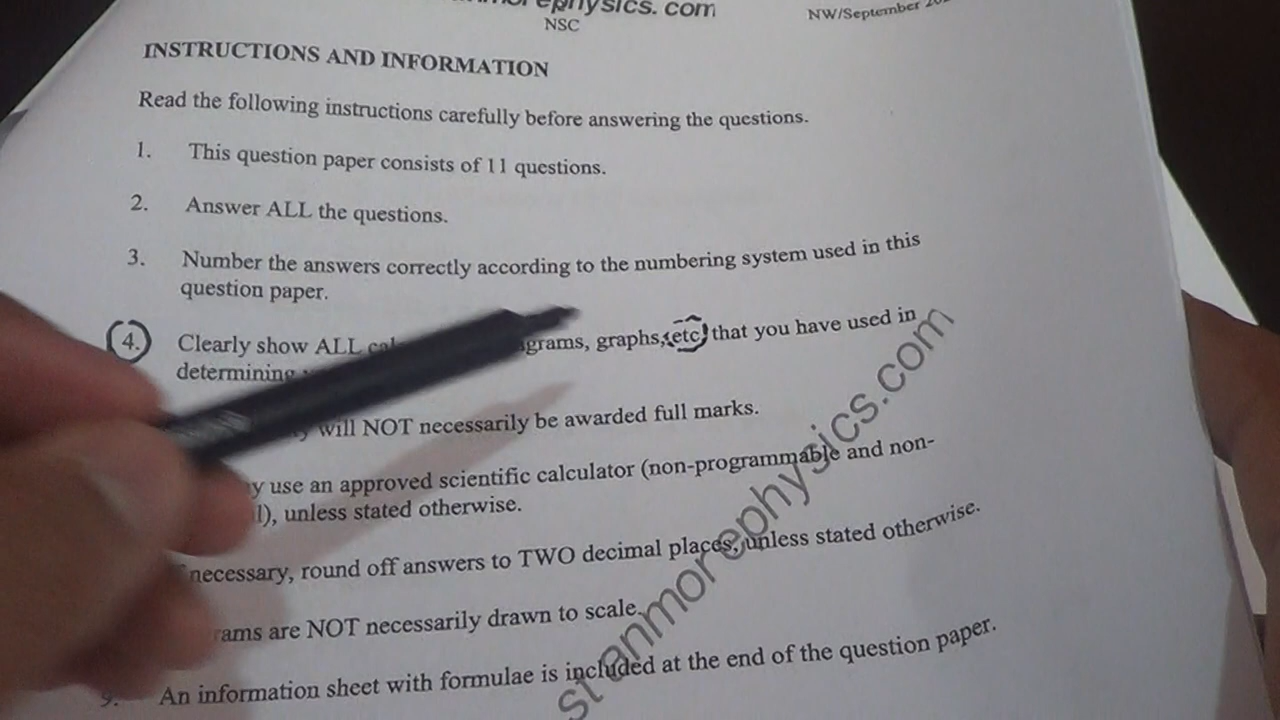 ephysics.com
NSC
NW/September
INSTRUCTIONS AND INFORMATION
Read the following instructions carefully before answering the questions.
1. This question paper consists of 11 questions.
2. Answer ALL the questions.
3. Number the answers correctly according to the numbering system used in this
question paper.
4. Clearly show ALL graphs, etc that you have used in
determining
will NOT necessarily be awarded full marks.
use an approved scientific calculator (non-programmable and non-
unless stated otherwise.
necessary, round off answers to TWO decimal places, unless stated otherwise.
are NOT necessarily drawn to scale.
9. An information sheet with formulae is included at the end of the question paper.
stanmorephysics.com